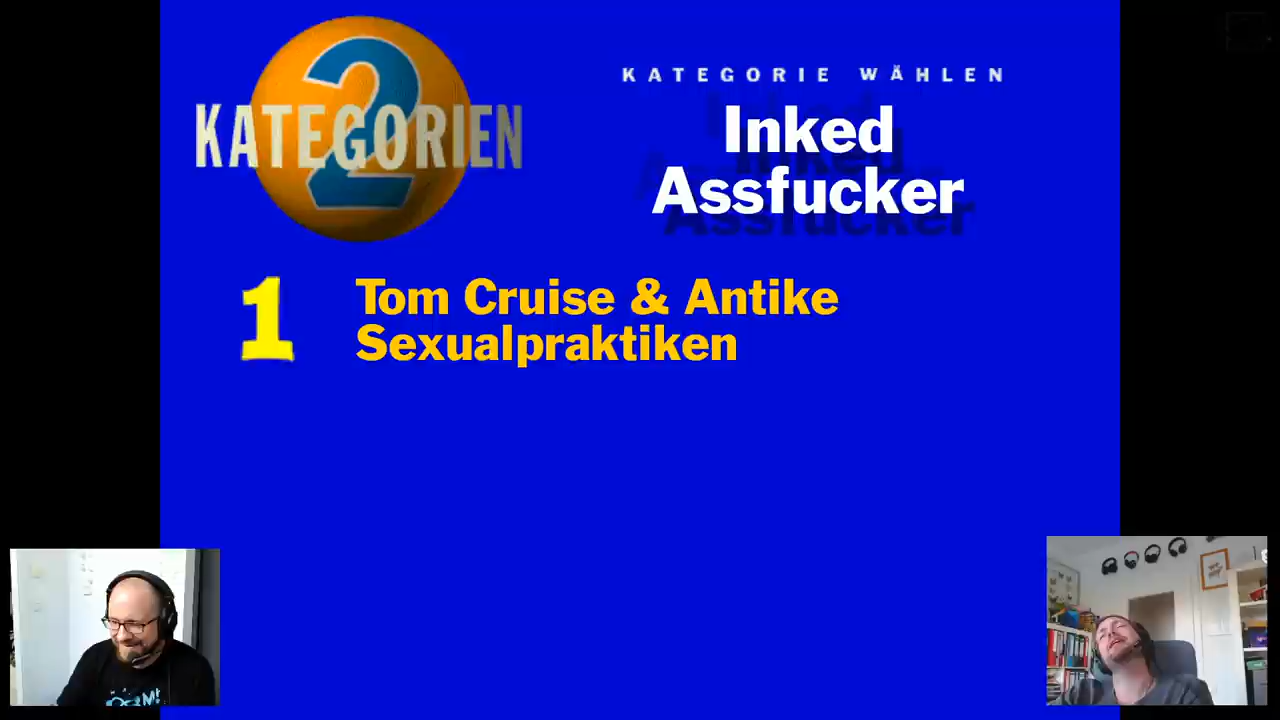 2
KATEGORIEN
KATEGORIE WÄHLEN
Inked
Assfucker
1
Tom Cruise & Antike
Sexualpraktiken